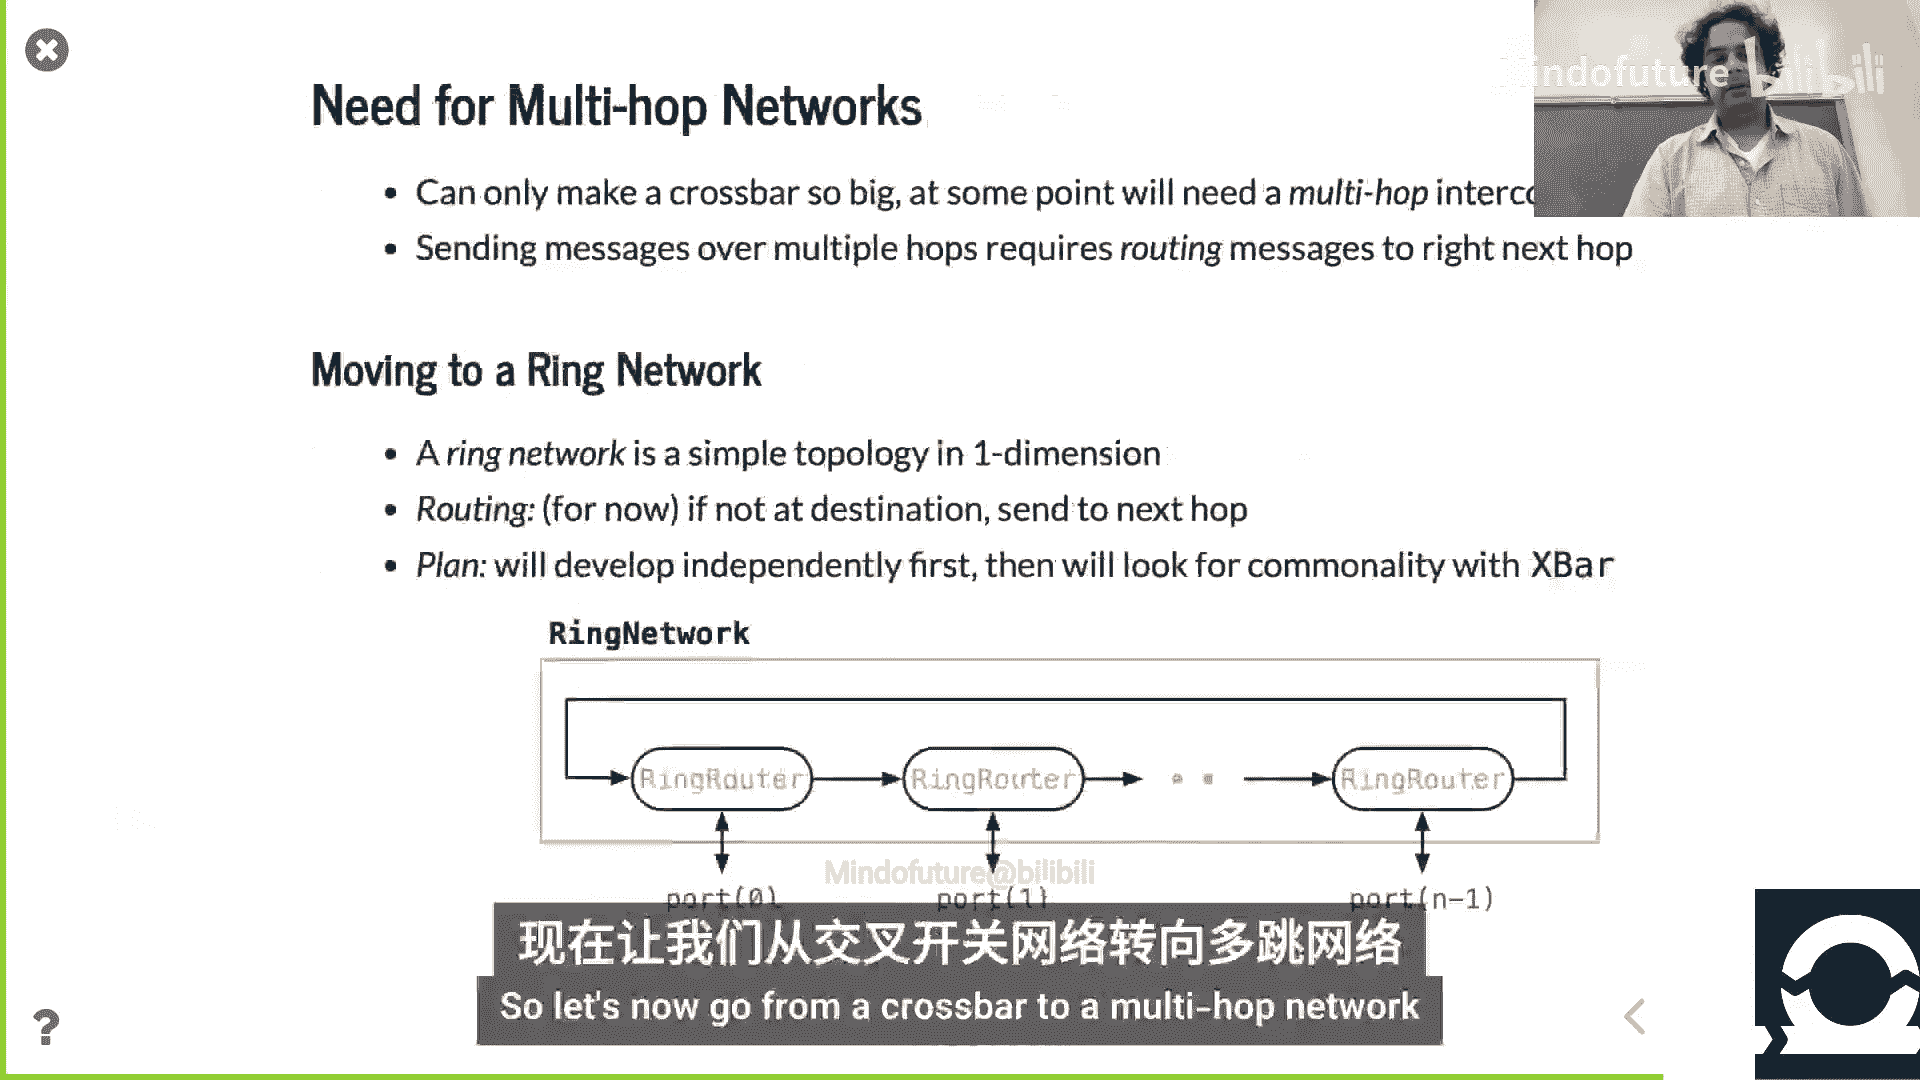 Need for Multi-hop Networks
indofuture bilibili
Can only make a crossbar so big, at some point will need a multi-hop interco
Sending messages over multiple hops requires routing messages to right next hop
Moving to a Ring Network
A ring network is a simple topology in 1-dimension
Routing: (for now) if not at destination, send to next hop
Plan: will develop independently first, then will look for commonality with XBar
RingNetwork
RingRouter RingRouter RingRouter
Mindofuture@bilibili
port(0) port(1) port(n-1)
现在让我们从交叉开关网络转向多跳网络
So let's now go from a crossbar to a multi-hop network
?